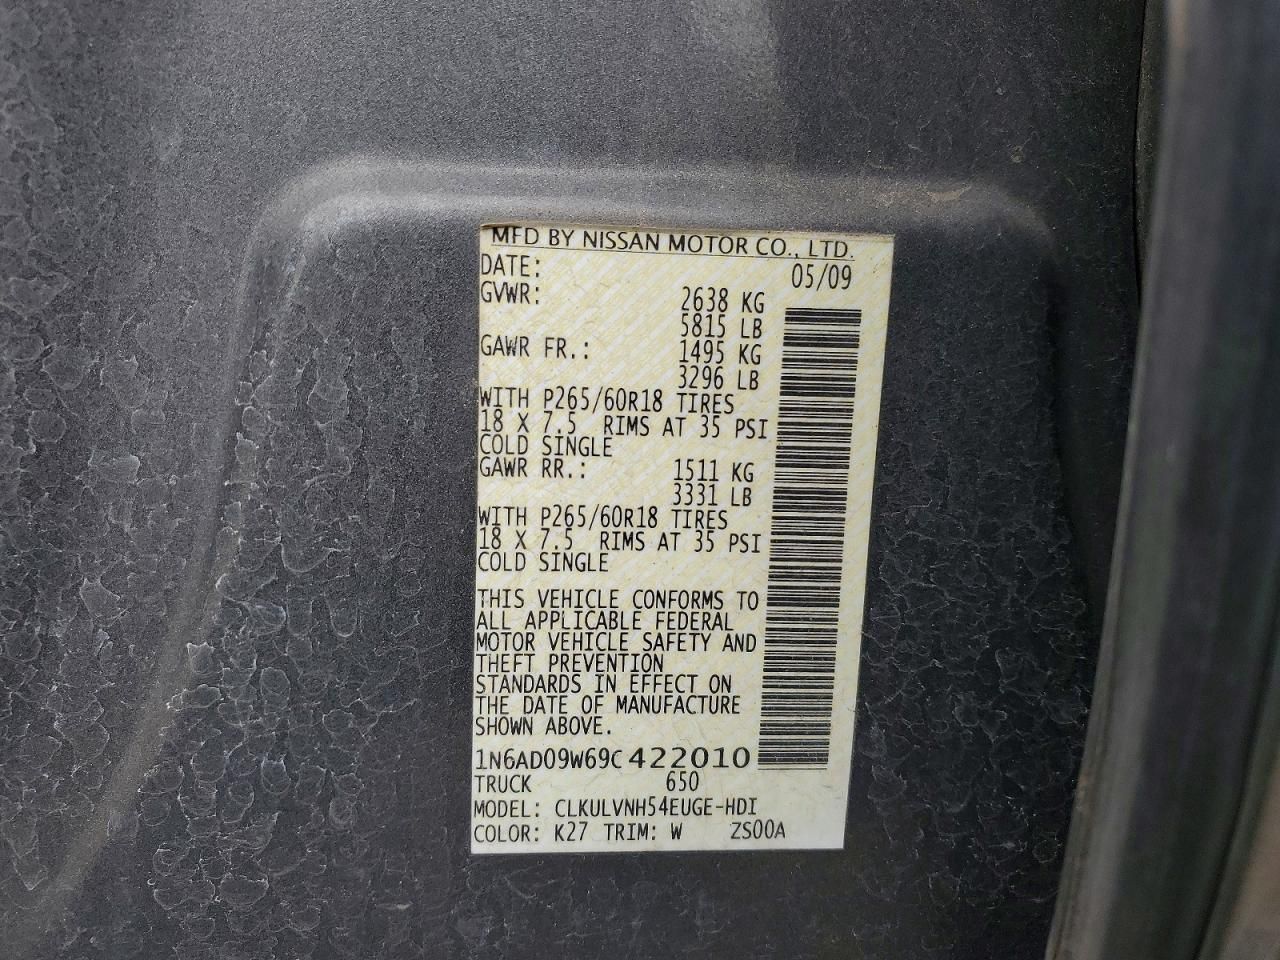 MFD BY NISSAN MOTOR CO., LTD.
DATE: 05/09
GVWR: 2638 KG
5815 LB
GAWR FR.: 1495 KG
3296 LB
WITH P265/60R18 TIRES
18 X 7.5 RIMS AT 35 PSI
COLD SINGLE
GAWR RR.: 1511 KG
3331 LB
WITH P265/60R18 TIRES
18 X 7.5 RIMS AT 35 PSI
COLD SINGLE
THIS VEHICLE CONFORMS TO
ALL APPLICABLE FEDERAL
MOTOR VEHICLE SAFETY AND
THEFT PREVENTION
STANDARDS IN EFFECT ON
THE DATE OF MANUFACTURE
SHOWN ABOVE.
1N6AD09W69C422010
TRUCK 650
MODEL: CLKULVNH54EUGE-HDI
COLOR: K27 TRIM: W ZS00A